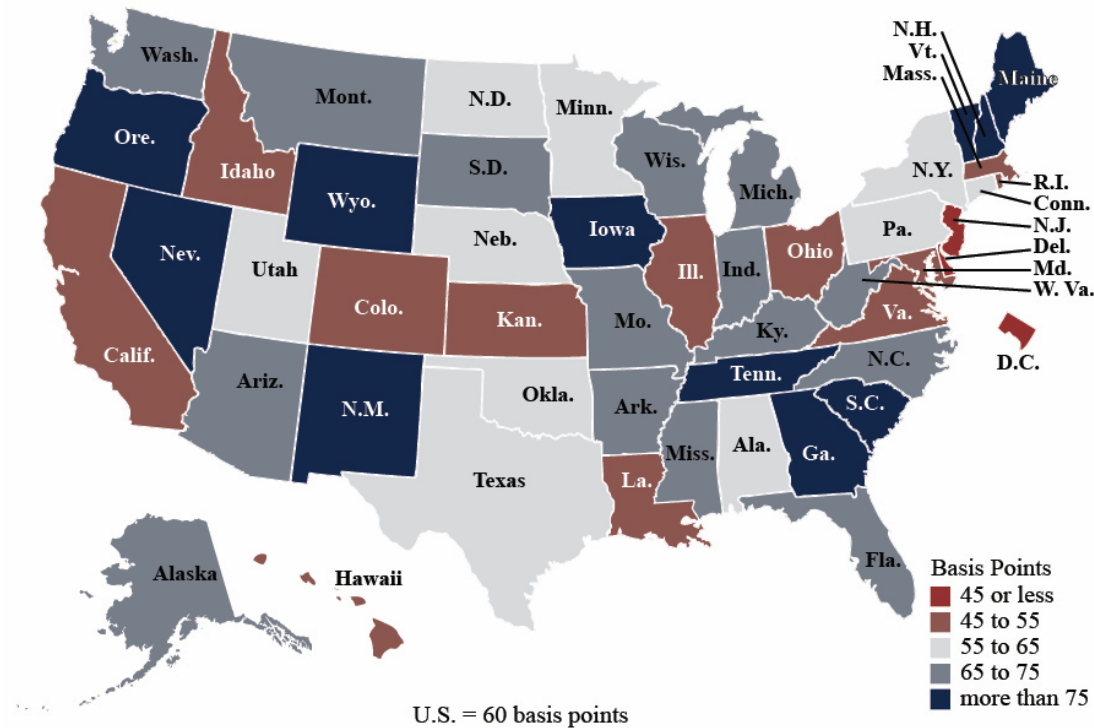 N.H.
Vt.
Mass.
Maine
Wash.
Mont.
N.D.
Minn.
Ore.
Idaho
S.D.
Wis.
Mich.
N.Y.
R.I.
Conn.
N.J.
Del.
Md.
W. Va.
Wyo.
Iowa
Neb.
Pa.
Nev.
Utah
Colo.
Kan.
Ill.
Ind.
Ohio
Mo.
Ky.
Va.
Calif.
D.C.
Ariz.
N.M.
Okla.
Ark.
Tenn.
N.C.
S.C.
Texas
La.
Miss.
Ala.
Ga.
Fla.
Alaska
Hawaii
Basis Points
45 or less
45 to 55
55 to 65
65 to 75
more than 75
U.S. = 60 basis points